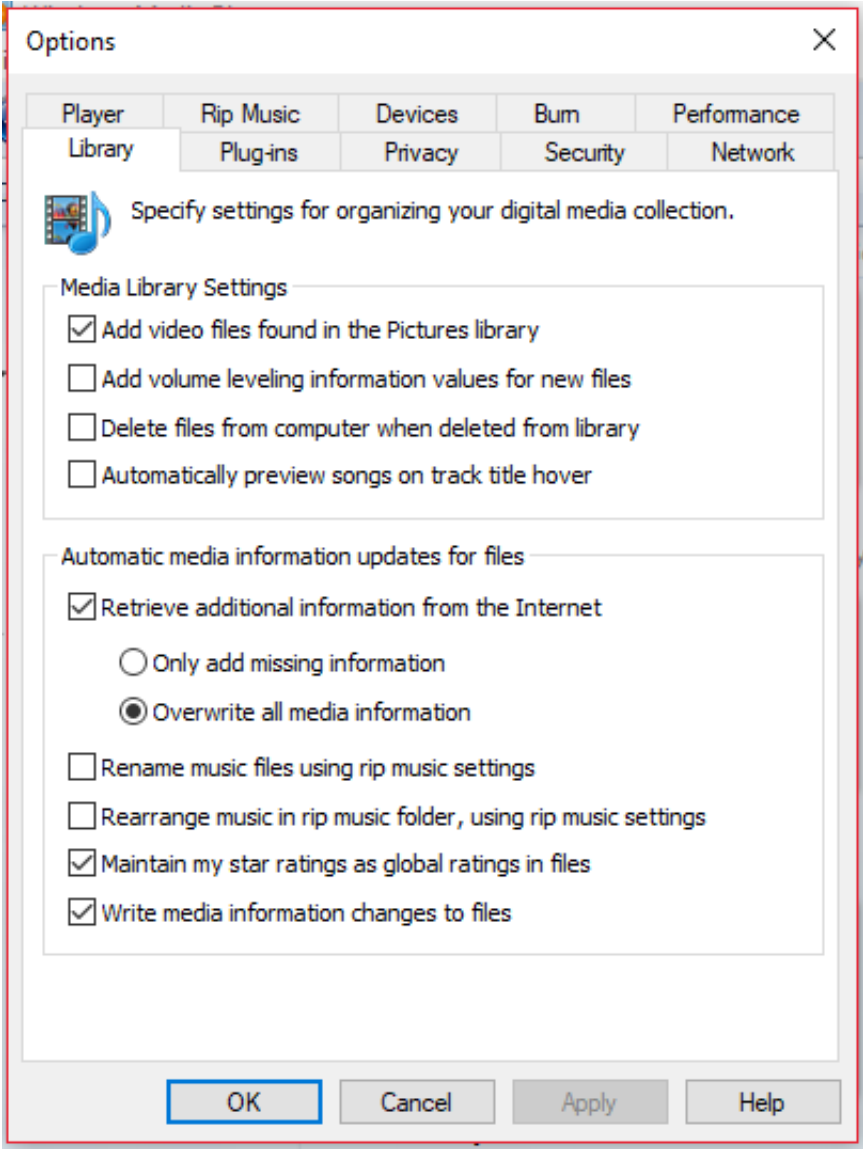 Options
Player Rip Music Devices Burn Performance
Library Plug-ins Privacy Security Network
Specify settings for organizing your digital media collection.
Media Library Settings
Add video files found in the Pictures library
Add volume leveling information values for new files
Delete files from computer when deleted from library
Automatically preview songs on track title hover
Automatic media information updates for files
Retrieve additional information from the Internet
Only add missing information
Overwrite all media information
Rename music files using rip music settings
Rearrange music in rip music folder, using rip music settings
Maintain my star ratings as global ratings in files
Write media information changes to files
OK Cancel Apply Help